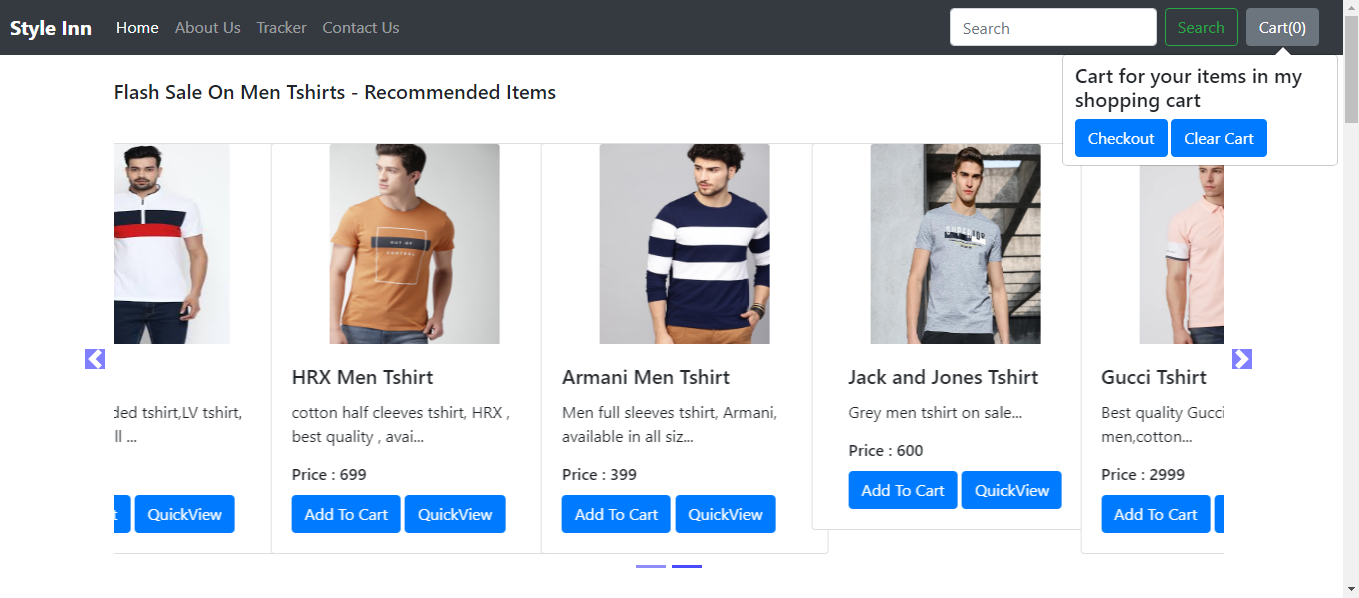 Style Inn Home About Us Tracker Contact Us Search Search Cart(0)
Cart for your items in my
shopping cart
Checkout Clear Cart
Flash Sale On Men Tshirts - Recommended Items
OUT OF
CONTROL
SUPERIOR
tshirt,LV tshirt,
...
QuickView
HRX Men Tshirt
cotton half cleeves tshirt, HRX ,
best quality , avai...
Price : 699
Add To Cart QuickView
Armani Men Tshirt
Men full sleeves tshirt, Armani,
available in all siz...
Price : 399
Add To Cart QuickView
Jack and Jones Tshirt
Grey men tshirt on sale...
Price : 600
Add To Cart QuickView
Gucci Tshirt
Best quality Gucci
men,cotton...
Price : 2999
Add To Cart